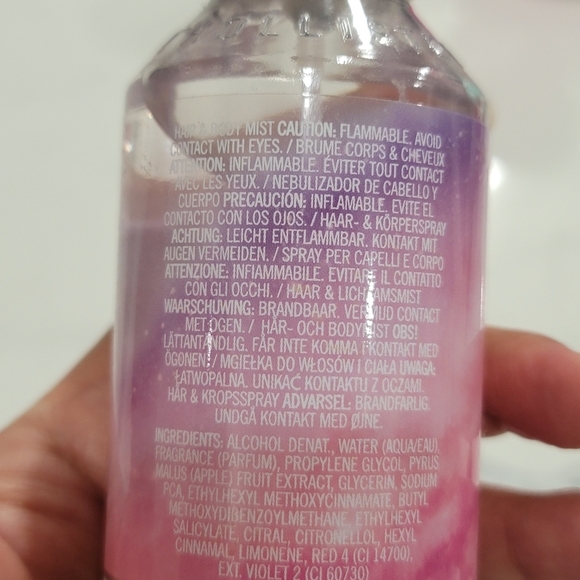 HAIR & BODY MIST CAUTION: FLAMMABLE. AVOID
CONTACT WITH EYES. / BRUME CORPS & CHEVEUX
ATTENTION: INFLAMMABLE. ÉVITER TOUT CONTACT
AVEC LES YEUX. / NEBULIZADOR DE CABELLO Y
CUERPO PRECAUCIÓN: INFLAMABLE. EVITE EL
CONTACTO CON LOS OJOS. / HAAR- & KÖRPERSPRAY
ACHTUNG: LEICHT ENTFLAMMBAR. KONTAKT MIT
AUGEN VERMEIDEN. / SPRAY PER CAPELLI E CORPO
ATTENZIONE: INFIAMMABILE. EVITARE IL CONTATTO
CON GLI OCCHI. / HAAR & LICHAAMSMIST
WAARSCHUWING: BRANDBAAR. VERMIJD CONTACT
MET OGEN. / HÅR- OCH BODYMIST OBS!
LÄTTANTÄNDLIG. FÅR INTE KOMMA I KONTAKT MED
ÖGONEN. / MGIEŁKA DO WŁOSÓW I CIAŁA UWAGA:
ŁATWOPALNA. UNIKAĆ KONTAKTU Z OCZAMI.
HÅR & KROPSSPRAY ADVARSEL: BRANDFARLIG.
UNDGÅ KONTAKT MED ØJNE.
INGREDIENTS: ALCOHOL DENAT., WATER (AQUA/EAU),
FRAGRANCE (PARFUM), PROPYLENE GLYCOL, PYRUS
MALUS (APPLE) FRUIT EXTRACT, GLYCERIN, SODIUM
PCA, ETHYLHEXYL METHOXYCINNAMATE, BUTYL
METHOXYDIBENZOYLMETHANE, ETHYLHEXYL
SALICYLATE, CITRAL, CITRONELLOL, HEXYL
CINNAMAL, LIMONENE, RED 4 (CI 14700),
EXT. VIOLET 2 (CI 60730)